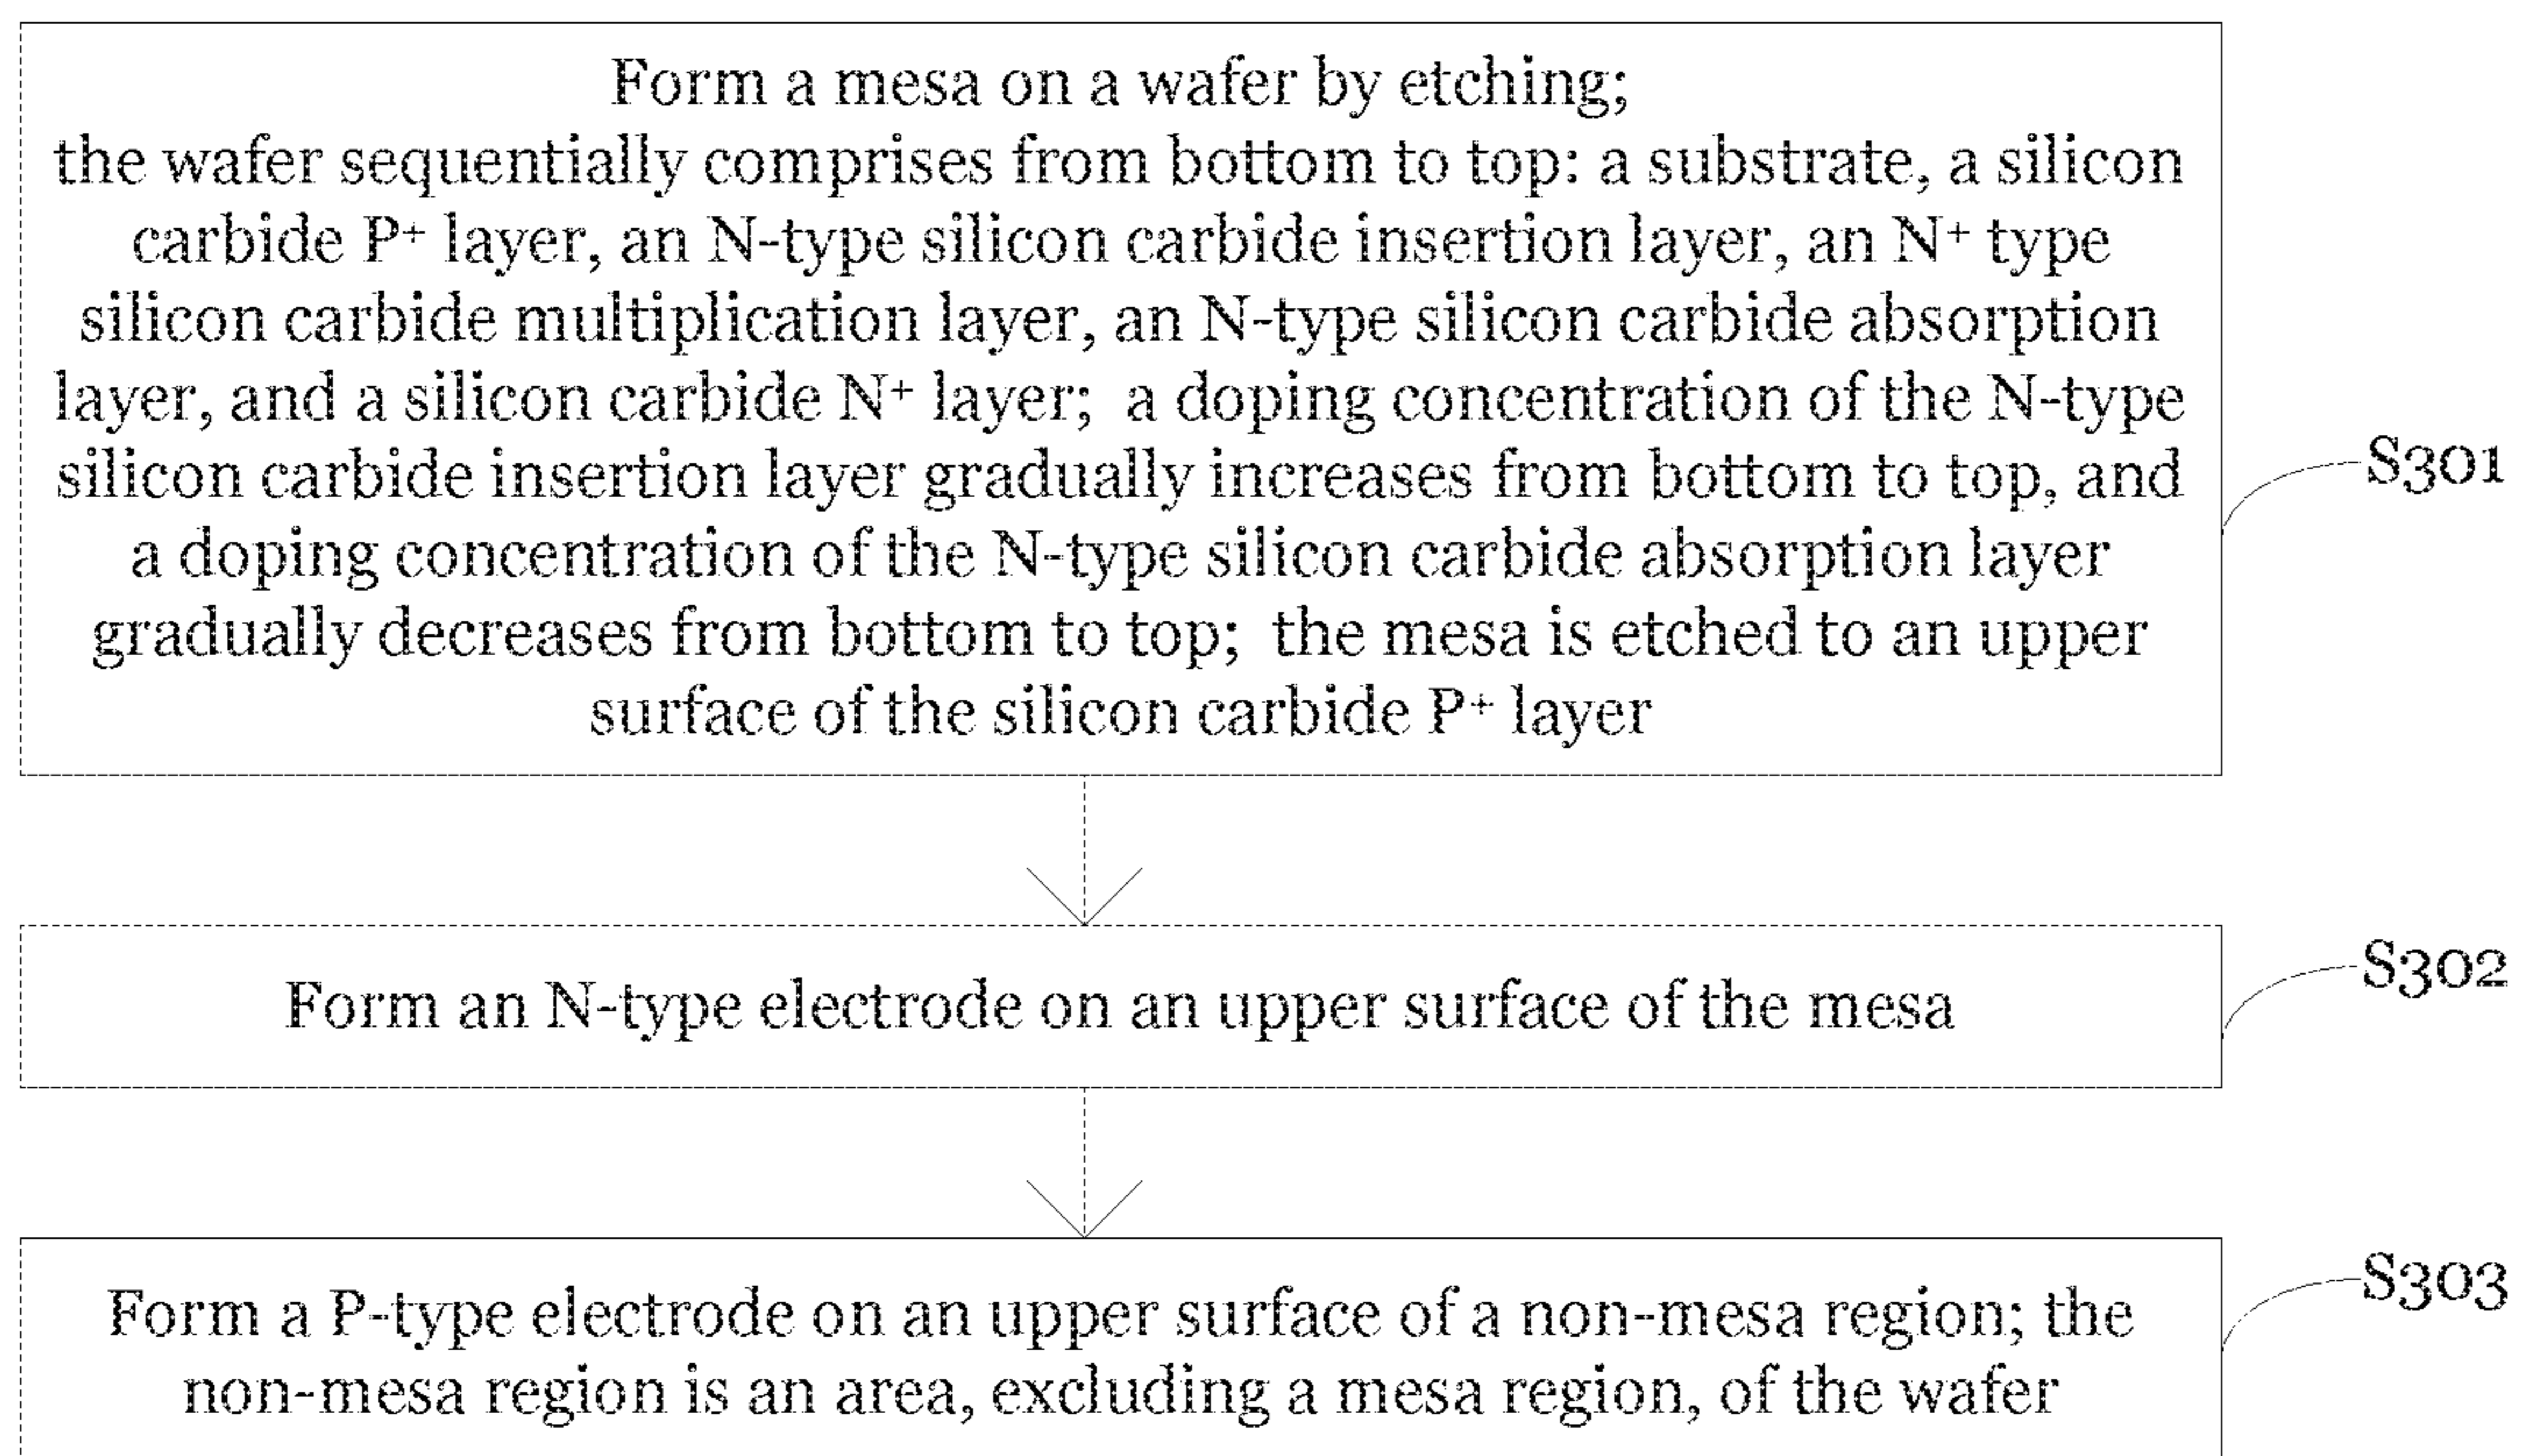 Form a mesa on a wafer by etching;
the wafer sequentially comprises from bottom to top: a substrate, a silicon
carbide P⁺ layer, an N-type silicon carbide insertion layer, an N⁺ type
silicon carbide multiplication layer, an N-type silicon carbide absorption
layer, and a silicon carbide N⁺ layer; a doping concentration of the N-type
silicon carbide insertion layer gradually increases from bottom to top, and
a doping concentration of the N-type silicon carbide absorption layer
gradually decreases from bottom to top; the mesa is etched to an upper
surface of the silicon carbide P⁺ layer
S301
Form an N-type electrode on an upper surface of the mesa
S302
Form a P-type electrode on an upper surface of a non-mesa region; the
non-mesa region is an area, excluding a mesa region, of the wafer
S303